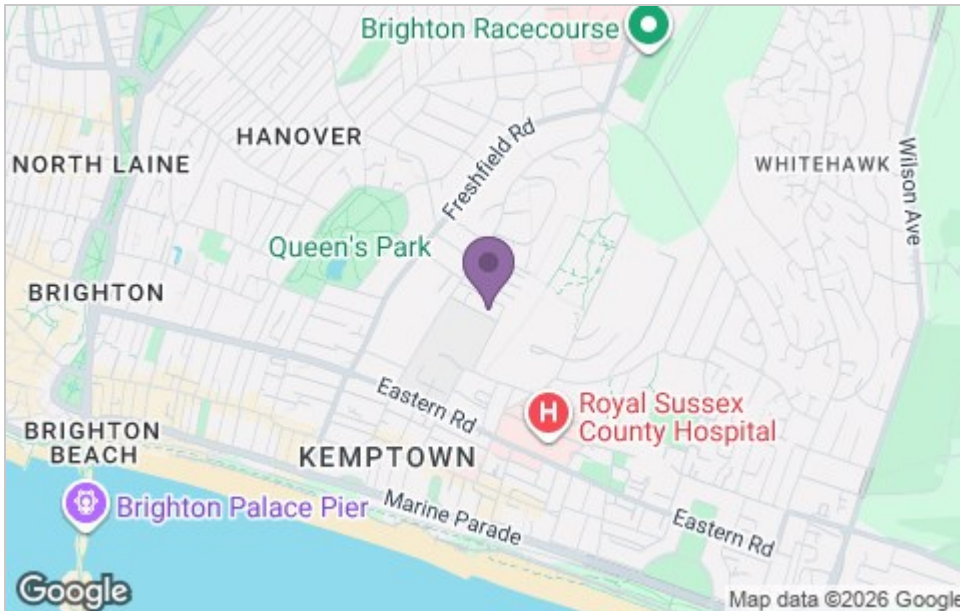 Brighton Racecourse
HANOVER
Freshfield Rd
NORTH LAINE
WHITEHAWK
Wilson Ave
Queen's Park
BRIGHTON
Eastern Rd
H
Royal Sussex
County Hospital
BRIGHTON
BEACH
KEMPTOWN
Brighton Palace Pier
Marine Parade
Eastern Rd
Google
Map data ©2026 Google